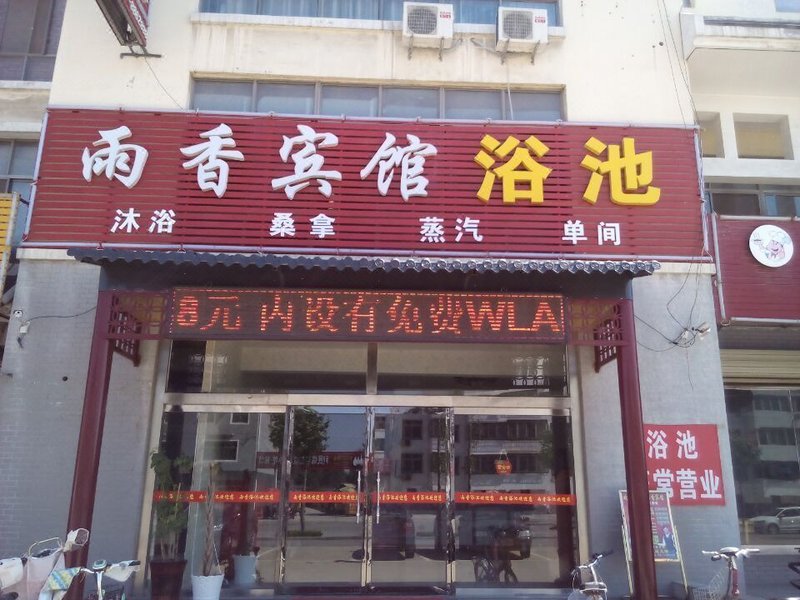 雨香宾馆 浴池
沐浴 桑拿 蒸汽 单间
8元 内设有免费WLA
浴池
堂营业